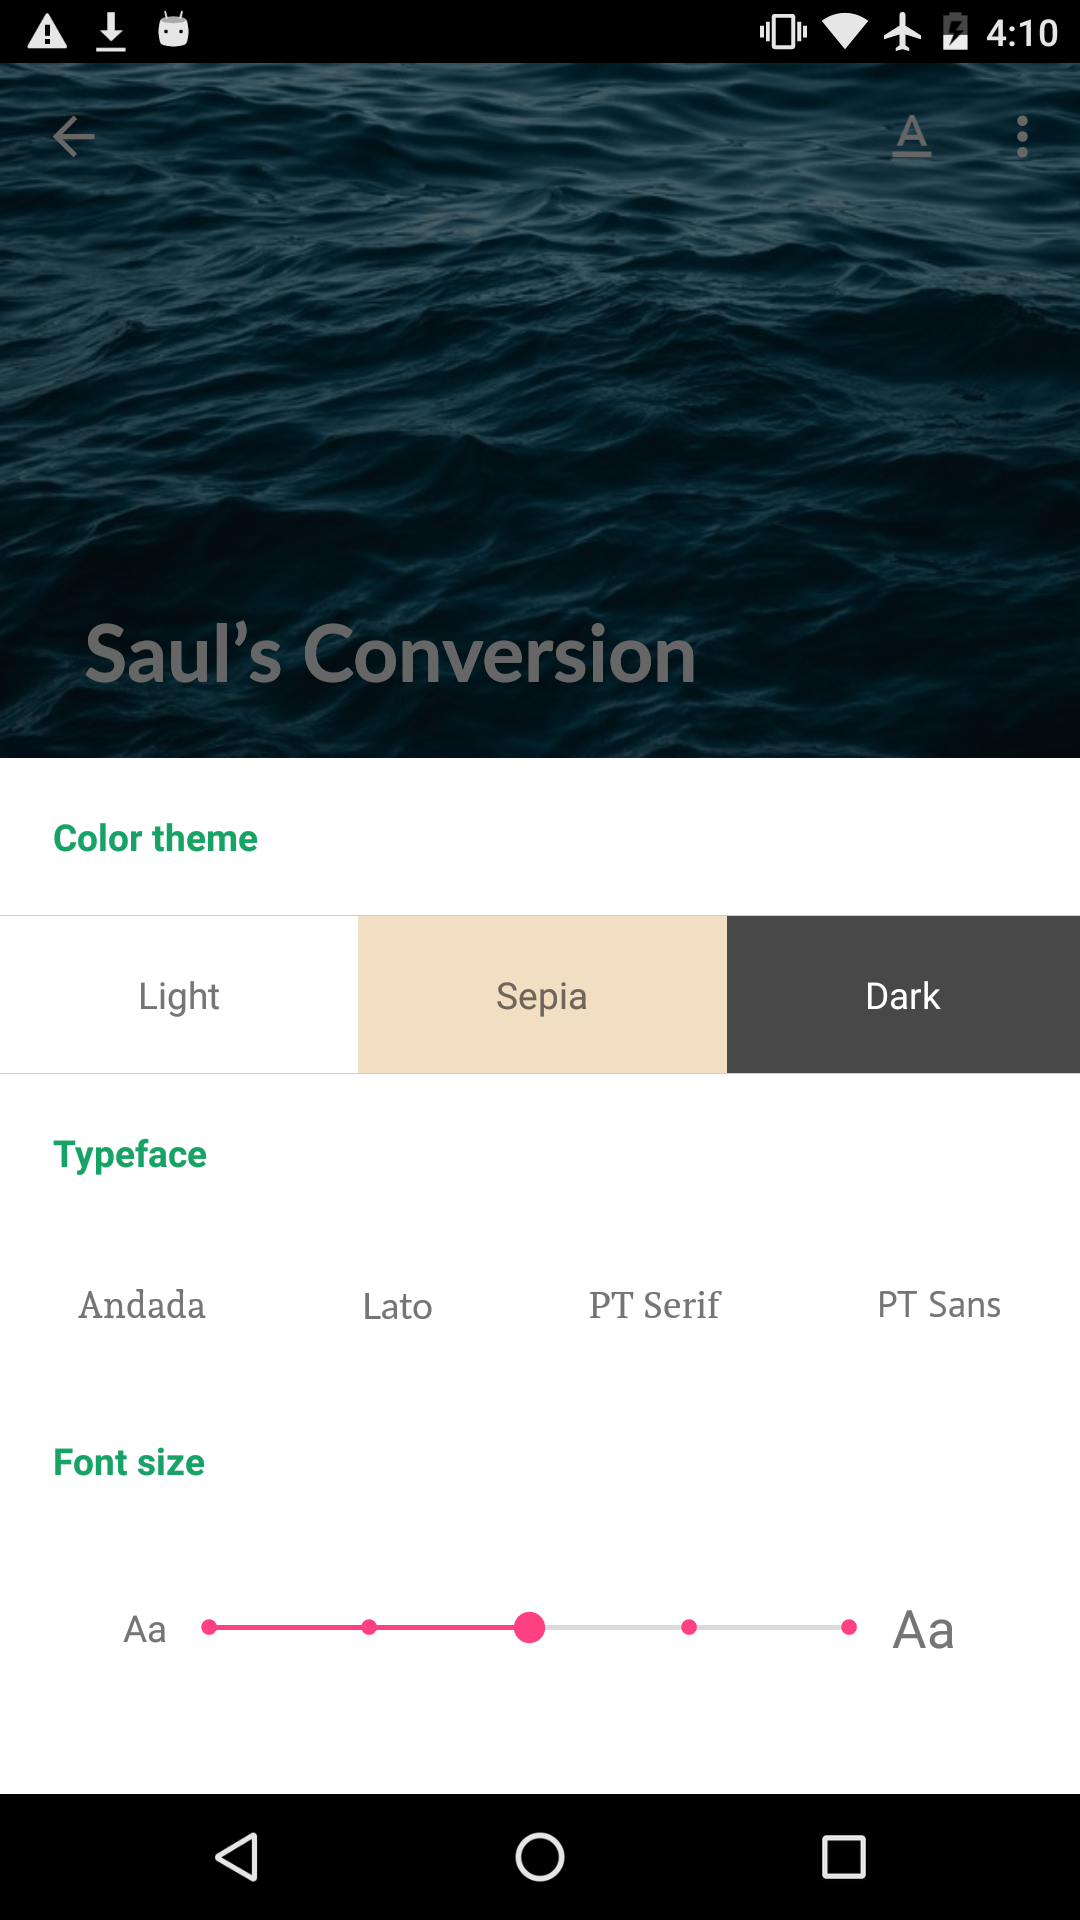 4:10
A
Saul’s Conversion
Color theme
Light Sepia Dark
Typeface
Andada Lato PT Serif PT Sans
Font size
Aa Aa